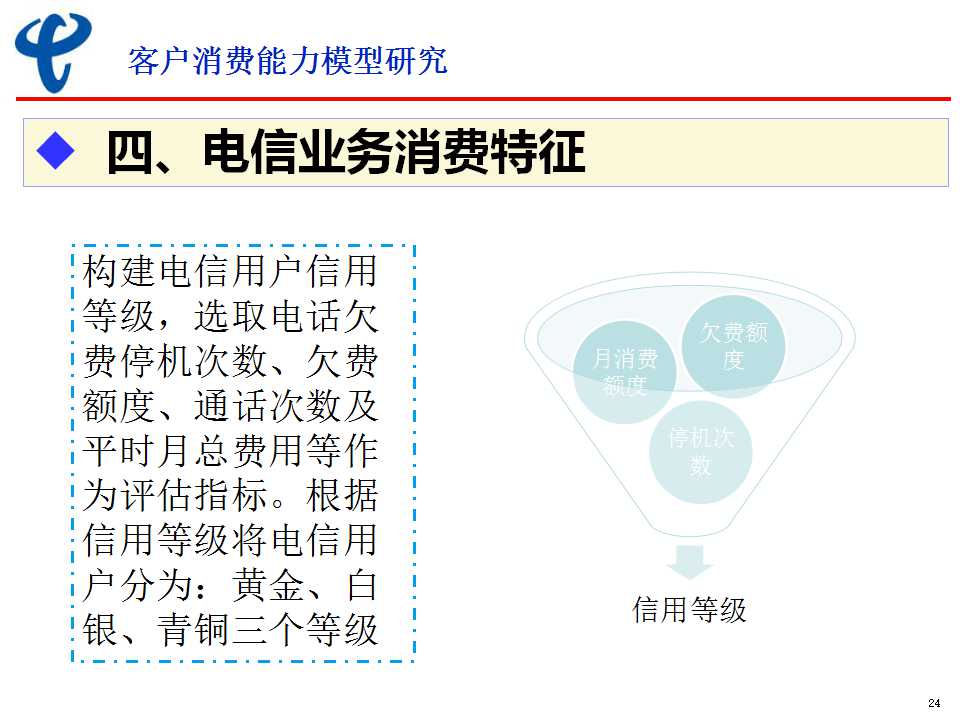 客户消费能力模型研究
四、电信业务消费特征
构建电信用户信用
等级，选取电话欠
费停机次数、欠费
额度、通话次数及
平时月总费用等作
为评估指标。根据
信用等级将电信用
户分为：黄金、白
银、青铜三个等级
欠费额
度
月消费
额度
停机次
数
信用等级
24